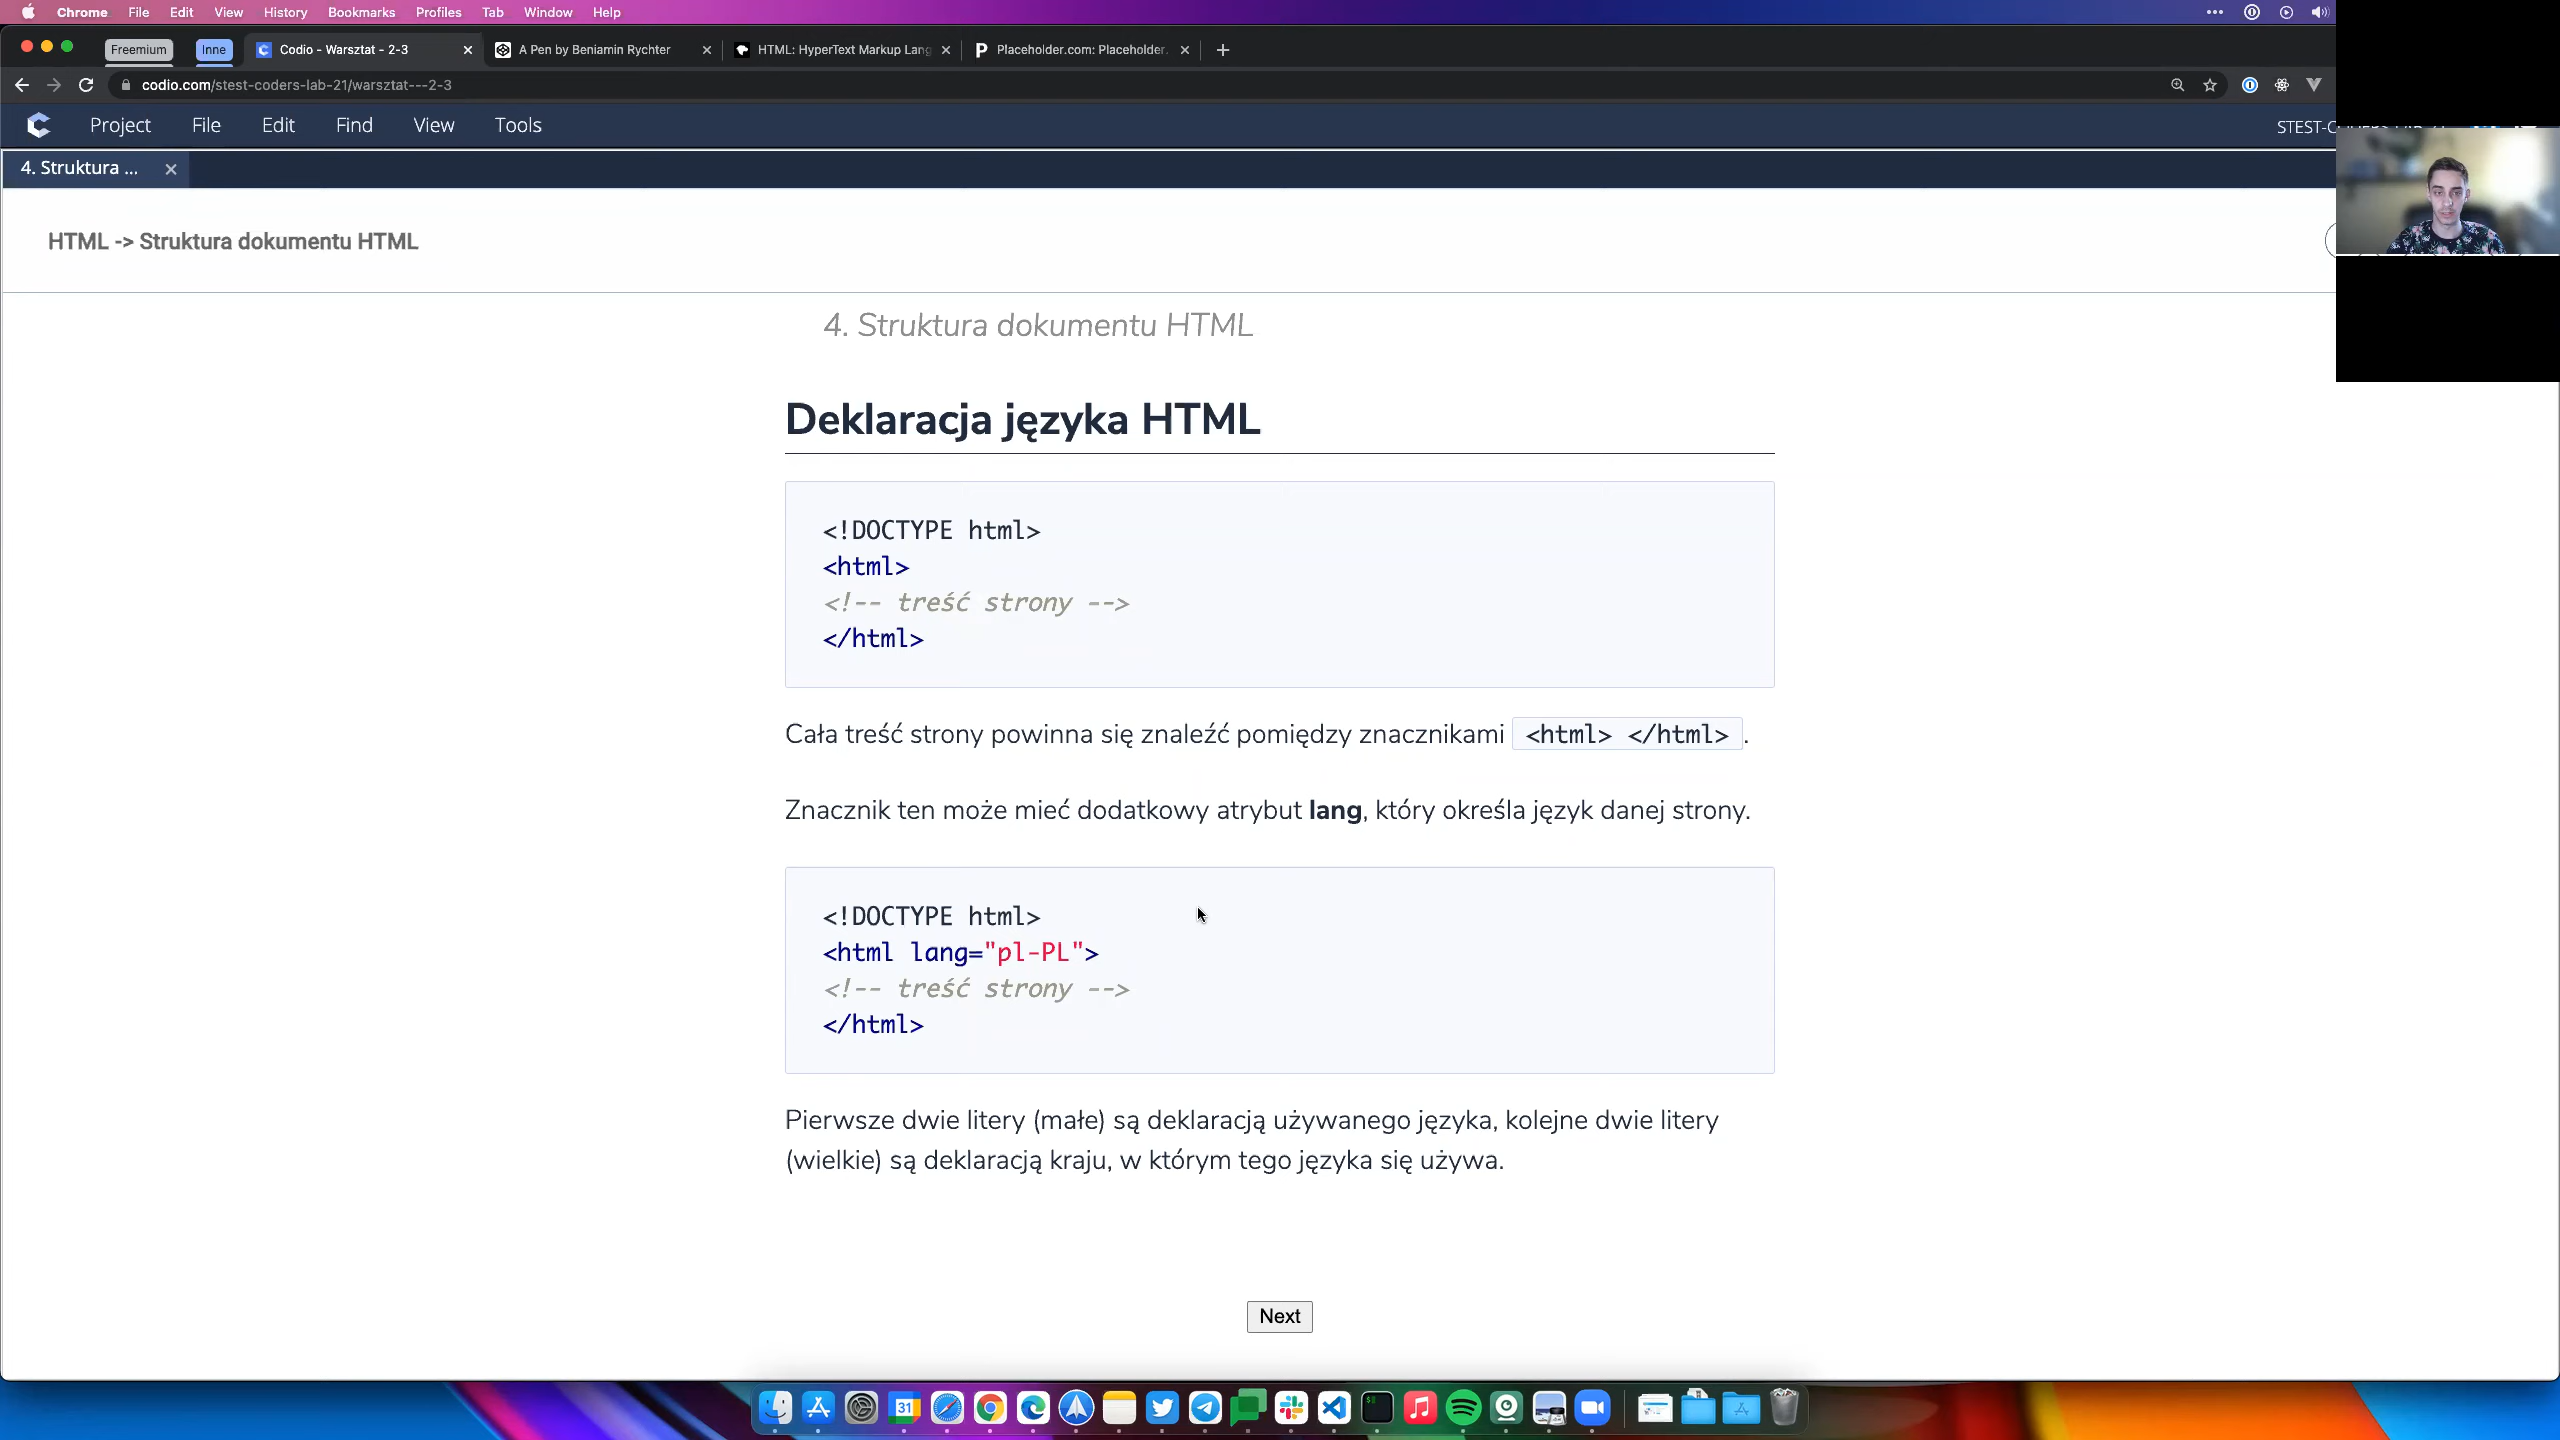 Chrome File Edit View History Bookmarks Profiles Tab Window Help
Freemium Inne Codio - Warsztat - 2-3 A Pen by Beniamin Rychter HTML: HyperText Markup Lang Placeholder.com: Placeholder.
codio.com/stest-coders-lab-21/warsztat---2-3
Project File Edit Find View Tools
4. Struktura ...
HTML -> Struktura dokumentu HTML
4. Struktura dokumentu HTML
Deklaracja języka HTML
<!DOCTYPE html>
<html>
<!-- treść strony -->
</html>
Cała treść strony powinna się znaleźć pomiędzy znacznikami <html> </html> .
Znacznik ten może mieć dodatkowy atrybut lang, który określa język danej strony.
<!DOCTYPE html>
<html lang="pl-PL">
<!-- treść strony -->
</html>
Pierwsze dwie litery (małe) są deklaracją używanego języka, kolejne dwie litery
(wielkie) są deklaracją kraju, w którym tego języka się używa.
Next
31